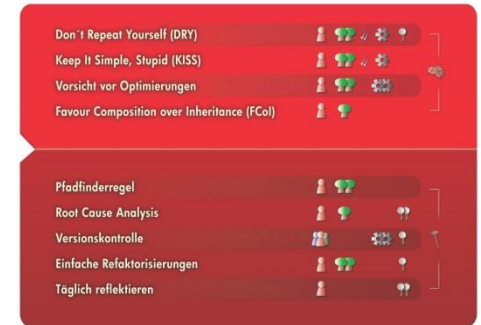 Don´t Repeat Yourself (DRY)
Keep It Simple, Stupid (KISS)
Vorsicht vor Optimierungen
Favour Composition over Inheritance (FCoI)
Pfadfinderregel
Root Cause Analysis
Versionskontrolle
Einfache Refaktorisierungen
Täglich reflektieren